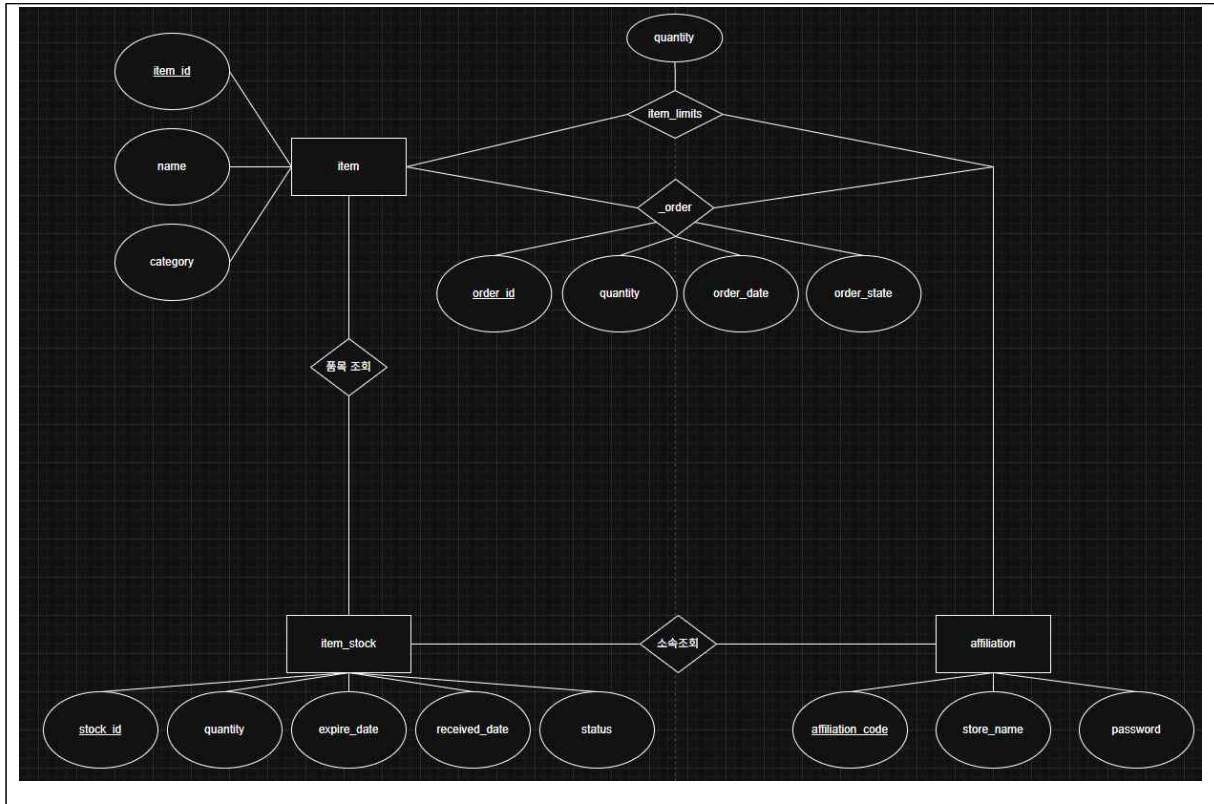 quantity
item_id
item_limits
name
item
_order
category
order_id
quantity
order_date
order_state
품목 조회
item_stock
소속조회
affiliation
stock_id
quantity
expire_date
received_date
status
affiliation_code
store_name
password